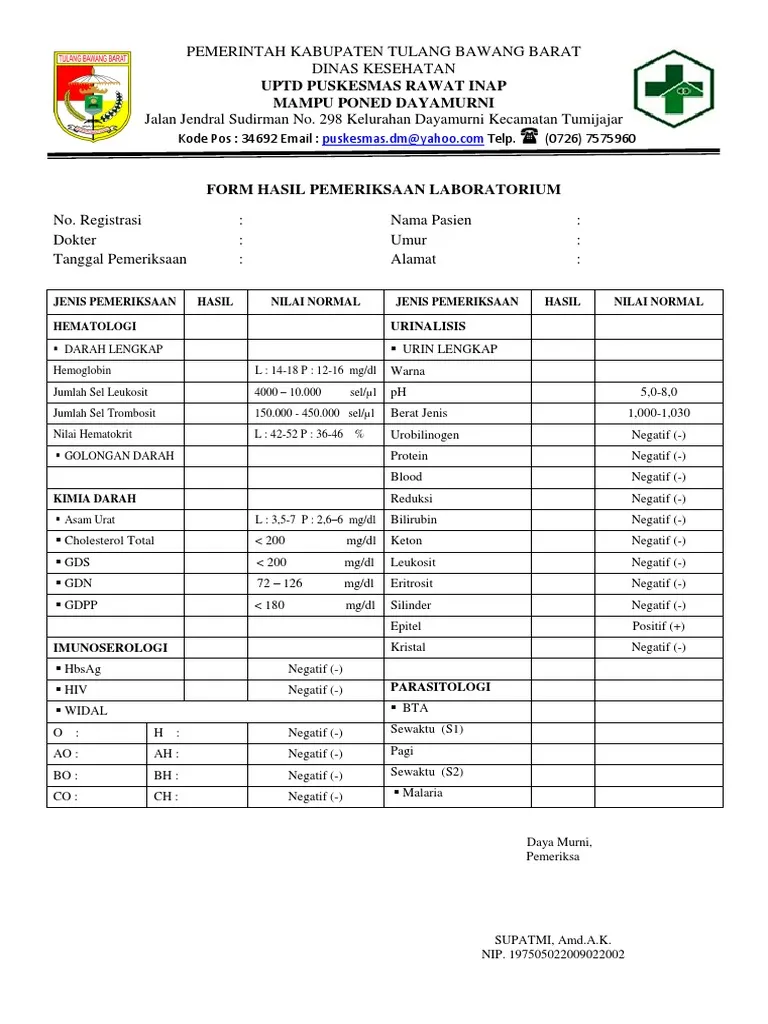 TULANG BAWANG BARAT
PEMERINTAH KABUPATEN TULANG BAWANG BARAT
DINAS KESEHATAN
UPTD PUSKESMAS RAWAT INAP
MAMPU PONED DAYAMURNI
Jalan Jendral Sudirman No. 298 Kelurahan Dayamurni Kecamatan Tumijajar
Kode Pos : 34692 Email : puskesmas.dm@yahoo.com Telp. ☎ (0726) 7575960
FORM HASIL PEMERIKSAAN LABORATORIUM
No. Registrasi : Nama Pasien :
Dokter : Umur :
Tanggal Pemeriksaan : Alamat :
JENIS PEMERIKSAAN HASIL NILAI NORMAL JENIS PEMERIKSAAN HASIL NILAI NORMAL
HEMATOLOGI URINALISIS
▪ DARAH LENGKAP ▪ URIN LENGKAP
Hemoglobin L : 14-18 P : 12-16 mg/dl Warna
Jumlah Sel Leukosit 4000 – 10.000 sel/µl pH 5,0-8,0
Jumlah Sel Trombosit 150.000 - 450.000 sel/µl Berat Jenis 1,000-1,030
Nilai Hematokrit L : 42-52 P : 36-46 % Urobilinogen Negatif (-)
▪ GOLONGAN DARAH Protein Negatif (-)
Blood Negatif (-)
KIMIA DARAH Reduksi Negatif (-)
▪ Asam Urat L : 3,5-7 P : 2,6–6 mg/dl Bilirubin Negatif (-)
▪ Cholesterol Total < 200 mg/dl Keton Negatif (-)
▪ GDS < 200 mg/dl Leukosit Negatif (-)
▪ GDN 72 – 126 mg/dl Eritrosit Negatif (-)
▪ GDPP < 180 mg/dl Silinder Negatif (-)
Epitel Positif (+)
IMUNOSEROLOGI Kristal Negatif (-)
▪ HbsAg Negatif (-)
▪ HIV Negatif (-) PARASITOLOGI
▪ WIDAL ▪ BTA
O : H : Negatif (-) Sewaktu (S1)
AO : AH : Negatif (-) Pagi
BO : BH : Negatif (-) Sewaktu (S2)
CO : CH : Negatif (-) ▪ Malaria
Daya Murni,
Pemeriksa
SUPATMI, Amd.A.K.
NIP. 197505022009022002